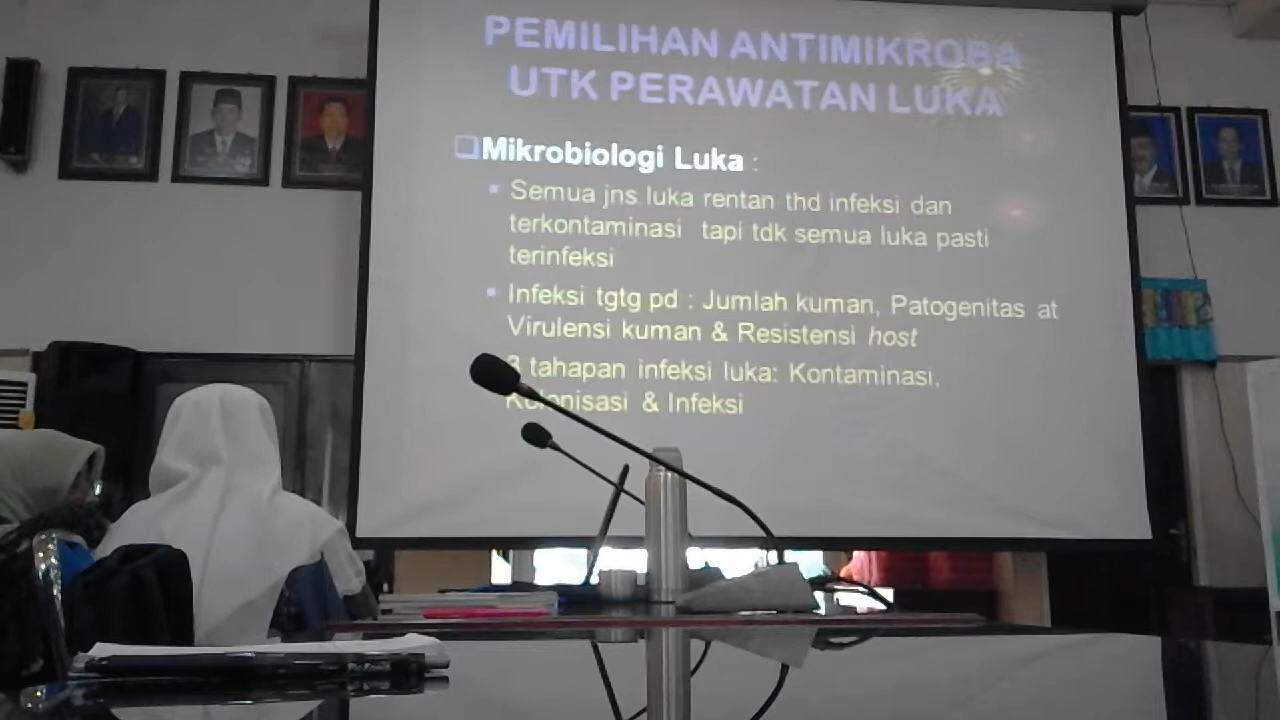 PEMILIHAN ANTIMIKROBA
UTK PERAWATAN LUKA
Mikrobiologi Luka :
Semua jns luka rentan thd infeksi dan
terkontaminasi tapi tdk semua luka pasti
terinfeksi
Infeksi tgtg pd : Jumlah kuman, Patogenitas at
Virulensi kuman & Resistensi host
3 tahapan infeksi luka: Kontaminasi,
Kolonisasi & Infeksi